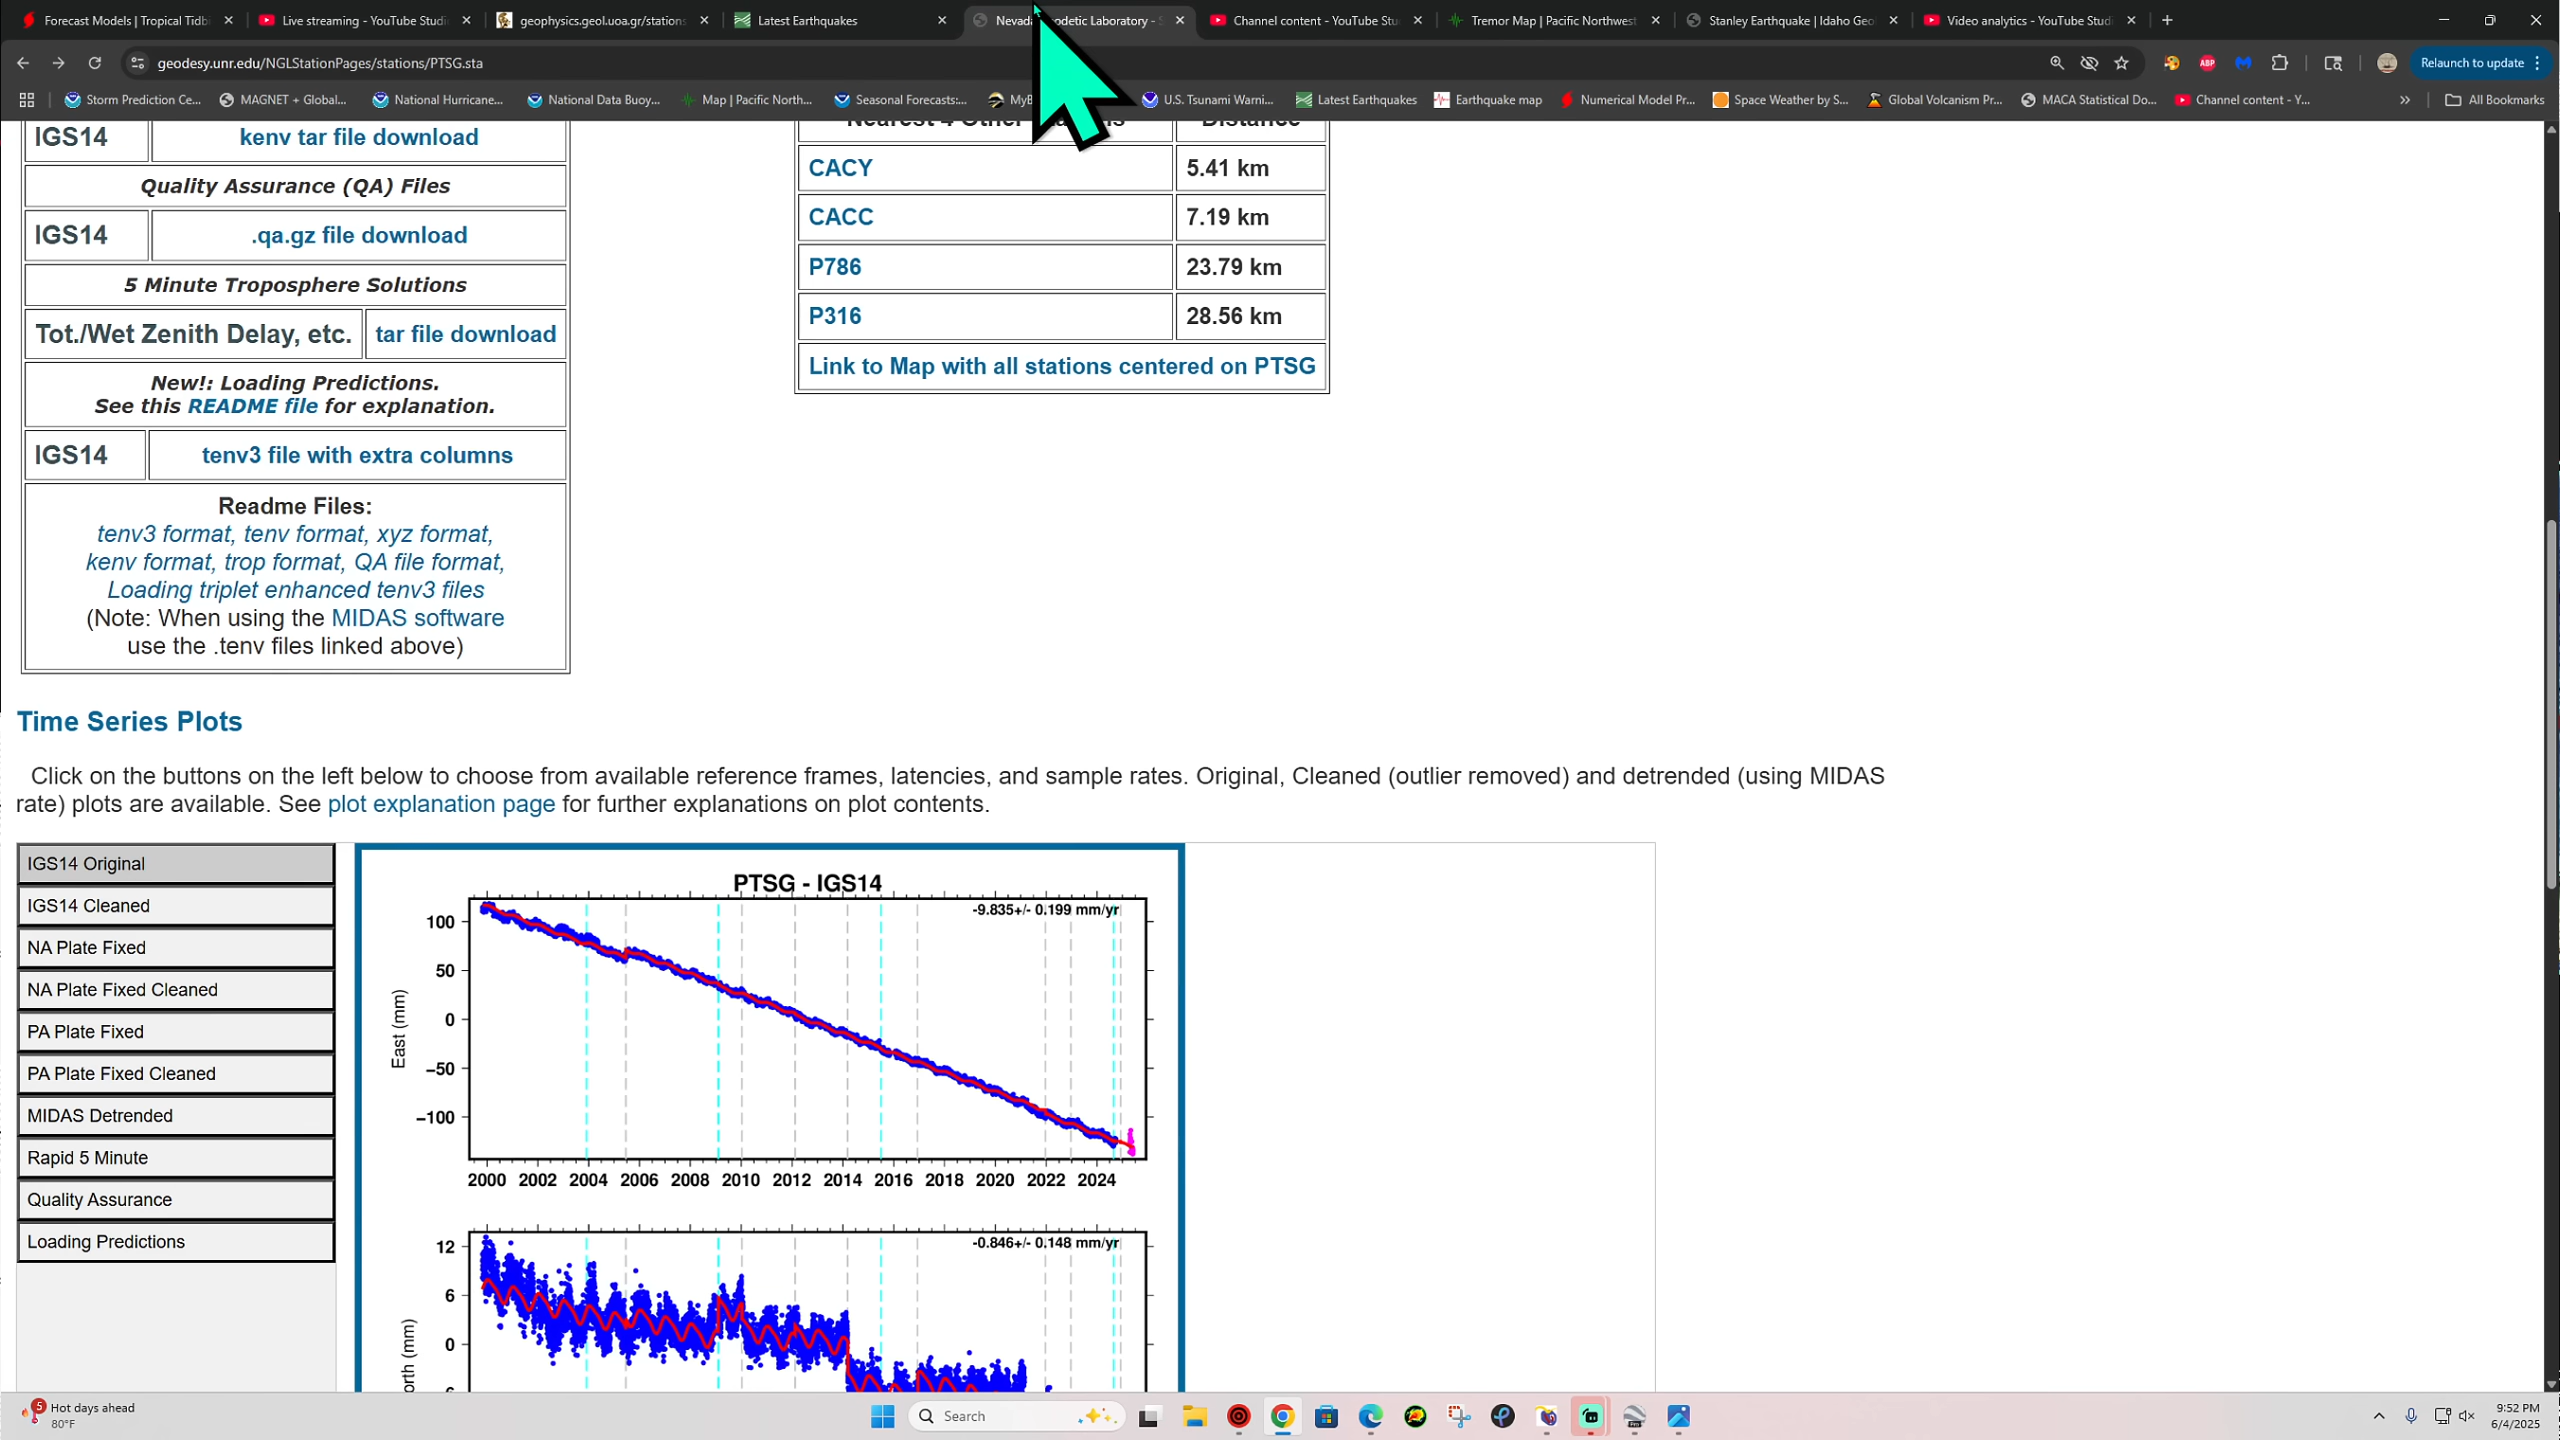 Forecast Models | Tropical Tidb
Live streaming - YouTube Studi
geophysics.geol.uoa.gr/stations
Latest Earthquakes
Nevada odetic Laboratory - S
Channel content - YouTube Stu
Tremor Map | Pacific Northwest
Stanley Earthquake | Idaho Geo
Video analytics - YouTube Studi
geodesy.unr.edu/NGLStationPages/stations/PTSG.sta
ABP
Relaunch to update
Storm Prediction Ce...
MAGNET + Global...
National Hurricane...
National Data Buoy...
Map | Pacific North...
Seasonal Forecasts:...
MyB
U.S. Tsunami Warni...
Latest Earthquakes
Earthquake map
Numerical Model Pr...
Space Weather by S...
Global Volcanism Pr...
MACA Statistical Do...
Channel content - Y...
All Bookmarks
IGS14 kenv tar file download
Quality Assurance (QA) Files
IGS14 .qa.gz file download
5 Minute Troposphere Solutions
Tot./Wet Zenith Delay, etc. tar file download
New!: Loading Predictions.
See this README file for explanation.
IGS14 tenv3 file with extra columns
Readme Files:
tenv3 format, tenv format, xyz format,
kenv format, trop format, QA file format,
Loading triplet enhanced tenv3 files
(Note: When using the MIDAS software
use the .tenv files linked above)
Nearest 4 Other Distance
CACY 5.41 km
CACC 7.19 km
P786 23.79 km
P316 28.56 km
Link to Map with all stations centered on PTSG
Time Series Plots
Click on the buttons on the left below to choose from available reference frames, latencies, and sample rates. Original, Cleaned (outlier removed) and detrended (using MIDAS
rate) plots are available. See plot explanation page for further explanations on plot contents.
IGS14 Original
IGS14 Cleaned
NA Plate Fixed
NA Plate Fixed Cleaned
PA Plate Fixed
PA Plate Fixed Cleaned
MIDAS Detrended
Rapid 5 Minute
Quality Assurance
Loading Predictions
PTSG - IGS14
-9.835+/- 0.199 mm/yr
100
50
0
−50
−100
East (mm)
2000 2002 2004 2006 2008 2010 2012 2014 2016 2018 2020 2022 2024
-0.846+/- 0.148 mm/yr
12
6
0
orth (mm)
5
Hot days ahead
80°F
Search
9:52 PM
6/4/2025